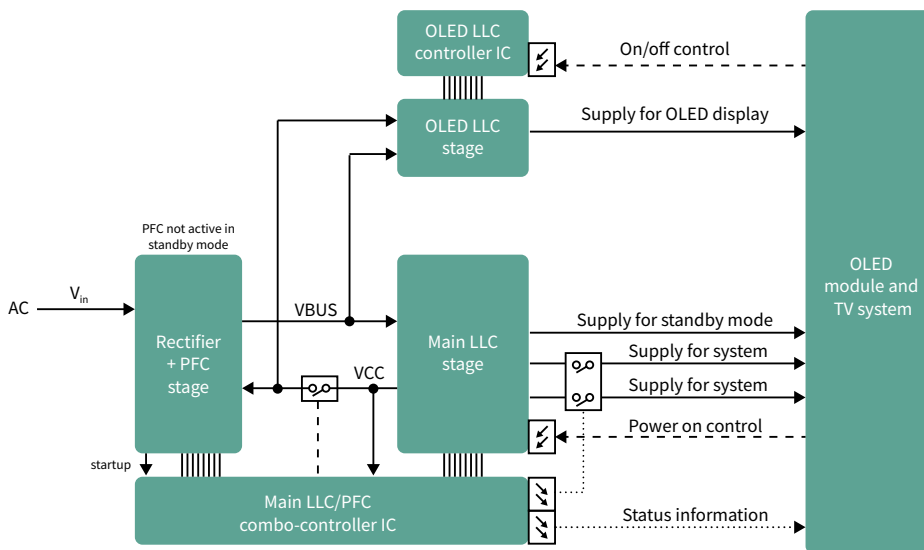 OLED LLC
controller IC
On/off control
OLED LLC
stage
Supply for OLED display
PFC not active in
standby mode
AC
Vin
Rectifier
+ PFC
stage
VBUS
VCC
Main LLC
stage
Supply for standby mode
Supply for system
Supply for system
Power on control
OLED
module and
TV system
startup
Main LLC/PFC
combo-controller IC
Status information